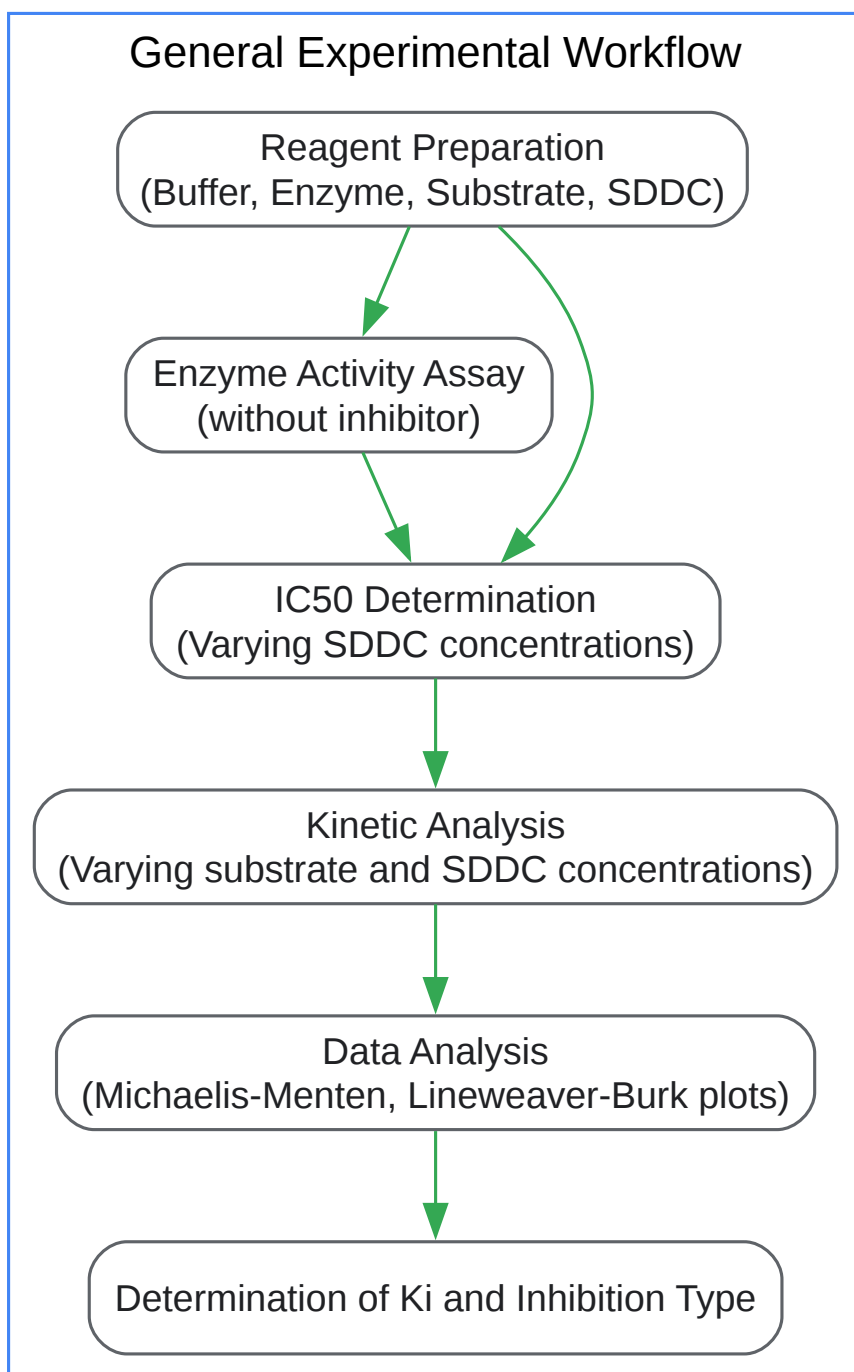 General Experimental Workflow
Reagent Preparation
(Buffer, Enzyme, Substrate, SDDC)
Enzyme Activity Assay
(without inhibitor)
IC50 Determination
(Varying SDDC concentrations)
Kinetic Analysis
(Varying substrate and SDDC concentrations)
Data Analysis
(Michaelis-Menten, Lineweaver-Burk plots)
Determination of Ki and Inhibition Type